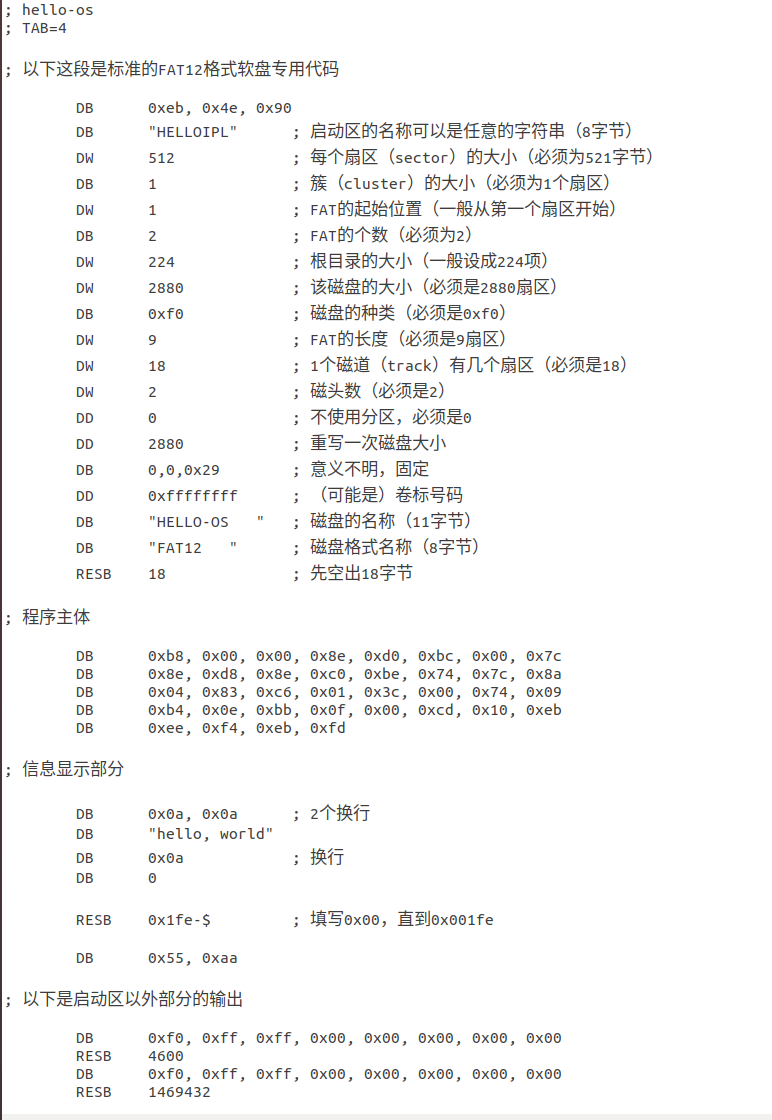 ; hello-os
; TAB=4
; 以下这段是标准的FAT12格式软盘专用代码
DB 0xeb, 0x4e, 0x90
DB "HELLOIPL" ; 启动区的名称可以是任意的字符串（8字节）
DW 512 ; 每个扇区（sector）的大小（必须为521字节）
DB 1 ; 簇（cluster）的大小（必须为1个扇区）
DW 1 ; FAT的起始位置（一般从第一个扇区开始）
DB 2 ; FAT的个数（必须为2）
DW 224 ; 根目录的大小（一般设成224项）
DW 2880 ; 该磁盘的大小（必须是2880扇区）
DB 0xf0 ; 磁盘的种类（必须是0xf0）
DW 9 ; FAT的长度（必须是9扇区）
DW 18 ; 1个磁道（track）有几个扇区（必须是18）
DW 2 ; 磁头数（必须是2）
DD 0 ; 不使用分区，必须是0
DD 2880 ; 重写一次磁盘大小
DB 0,0,0x29 ; 意义不明，固定
DD 0xffffffff ; （可能是）卷标号码
DB "HELLO-OS   " ; 磁盘的名称（11字节）
DB "FAT12   " ; 磁盘格式名称（8字节）
RESB 18 ; 先空出18字节
; 程序主体
DB 0xb8, 0x00, 0x00, 0x8e, 0xd0, 0xbc, 0x00, 0x7c
DB 0x8e, 0xd8, 0x8e, 0xc0, 0xbe, 0x74, 0x7c, 0x8a
DB 0x04, 0x83, 0xc6, 0x01, 0x3c, 0x00, 0x74, 0x09
DB 0xb4, 0x0e, 0xbb, 0x0f, 0x00, 0xcd, 0x10, 0xeb
DB 0xee, 0xf4, 0xeb, 0xfd
; 信息显示部分
DB 0x0a, 0x0a ; 2个换行
DB "hello, world"
DB 0x0a ; 换行
DB 0
RESB 0x1fe-$ ; 填写0x00，直到0x001fe
DB 0x55, 0xaa
; 以下是启动区以外部分的输出
DB 0xf0, 0xff, 0xff, 0x00, 0x00, 0x00, 0x00, 0x00
RESB 4600
DB 0xf0, 0xff, 0xff, 0x00, 0x00, 0x00, 0x00, 0x00
RESB 1469432